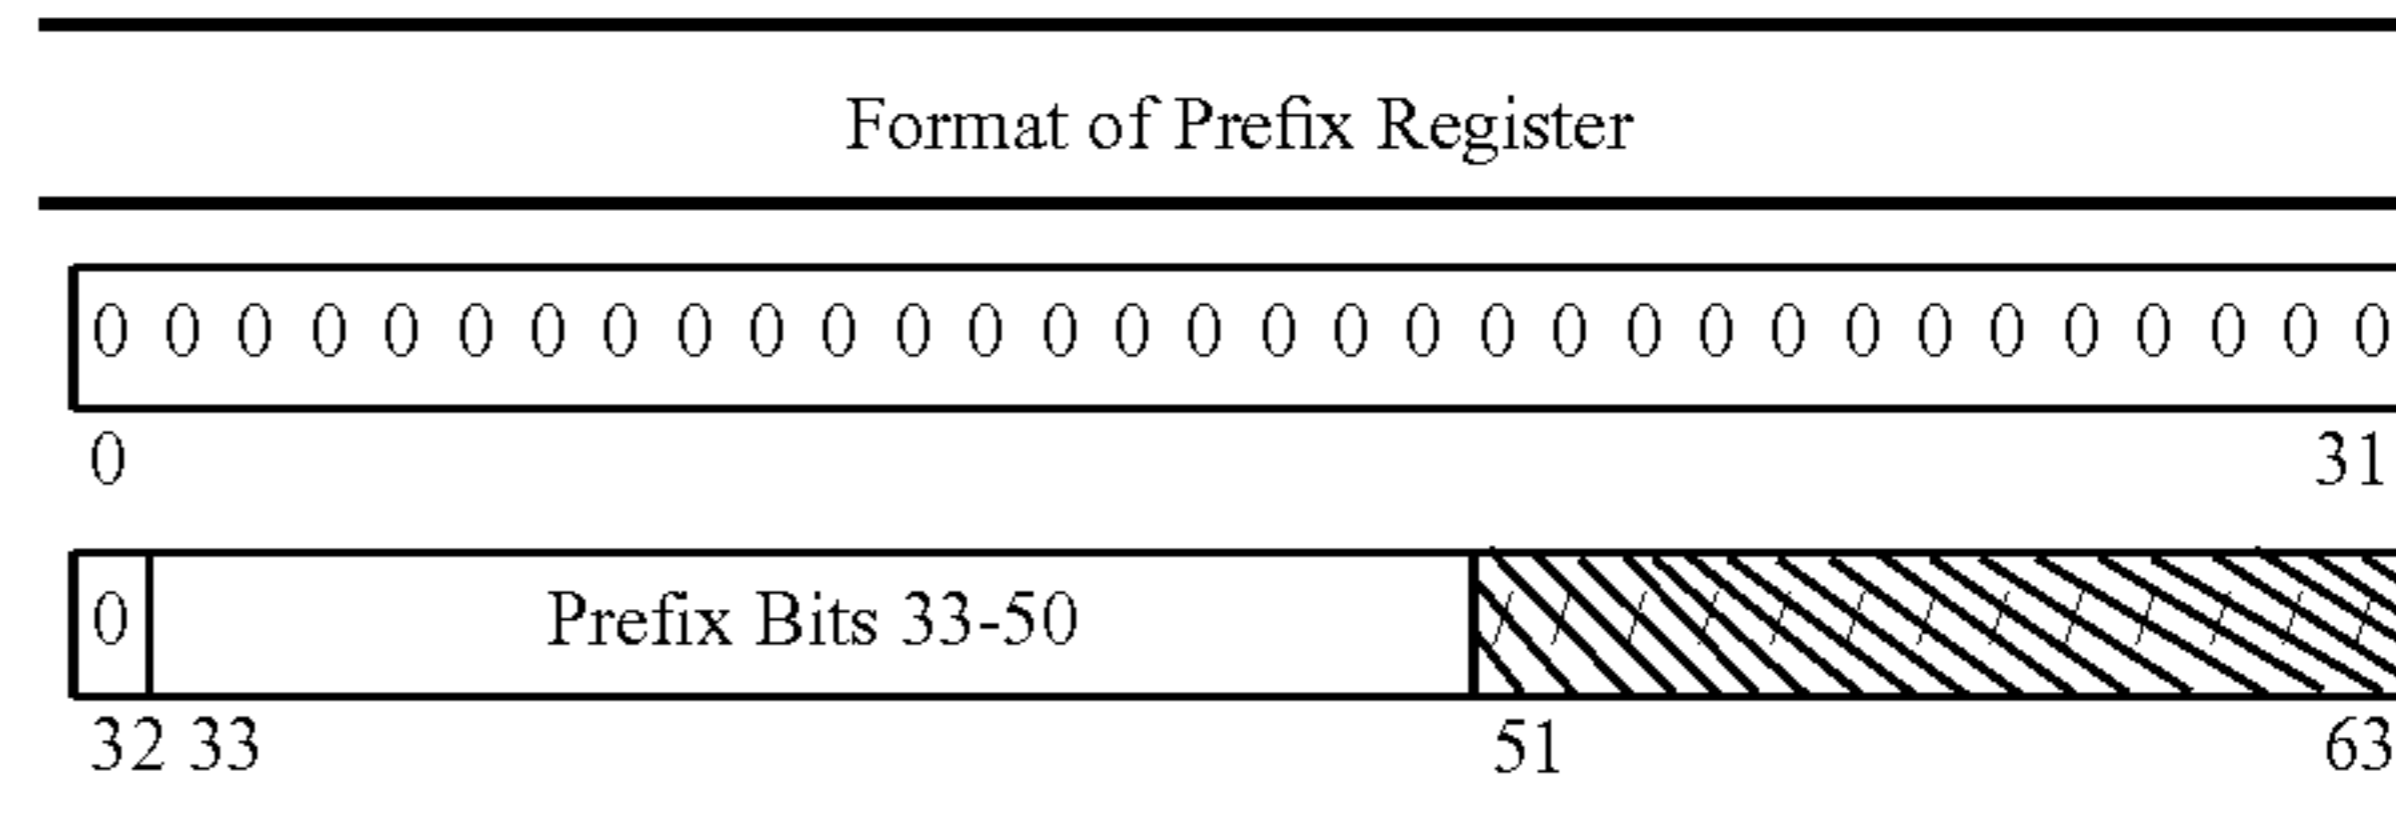 Format of Prefix Register
0 0 0 0 0 0 0 0 0 0 0 0 0 0 0 0 0 0 0 0 0 0 0 0 0 0 0 0 0 0 0 0
0 31
0 Prefix Bits 33-50 / / / / / / / / / / / / /
32 33 51 63